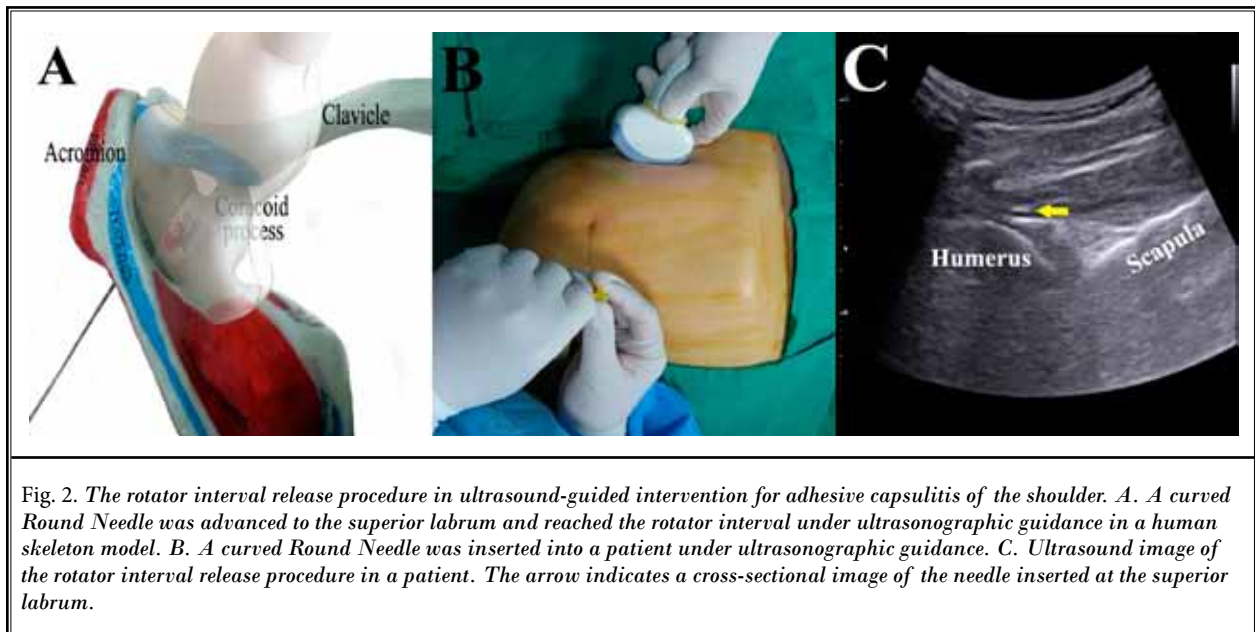 A
Acromion
Clavicle
Coracoid
process
B
C
Humerus
Scapula
Fig. 2. The rotator interval release procedure in ultrasound-guided intervention for adhesive capsulitis of the shoulder. A. A curved
Round Needle was advanced to the superior labrum and reached the rotator interval under ultrasonographic guidance in a human
skeleton model. B. A curved Round Needle was inserted into a patient under ultrasonographic guidance. C. Ultrasound image of
the rotator interval release procedure in a patient. The arrow indicates a cross-sectional image of the needle inserted at the superior
labrum.